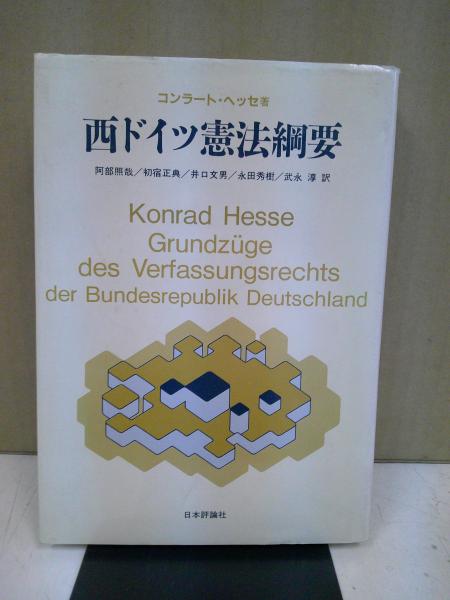 コンラート・ヘッセ著
西ドイツ憲法綱要
阿部照哉/初宿正典/井口文男/永田秀樹/武永 淳 訳
Konrad Hesse
Grundzüge
des Verfassungsrechts
der Bundesrepublik Deutschland
日本評論社